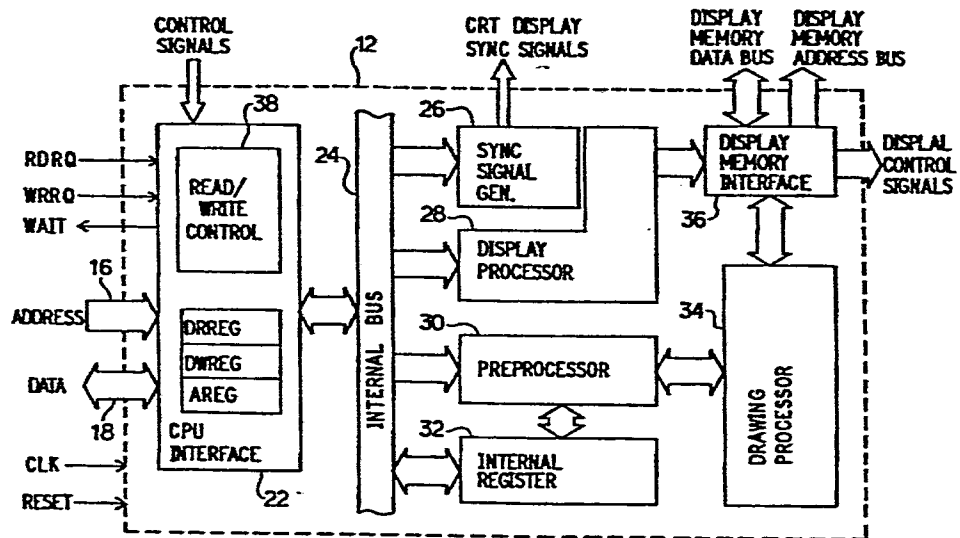 CONTROL
SIGNALS
CRT DISPLAY
SYNC SIGNALS
DISPLAY
MEMORY
DATA BUS
DISPLAY
MEMORY
ADDRESS BUS
12
38
RDRQ
WRRQ
WAIT
READ/
WRITE
CONTROL
24
26
SYNC
SIGNAL
GEN.
28
DISPLAY
PROCESSOR
DISPLAY
MEMORY
INTERFACE
36
DISPLAL
CONTROL
SIGNALS
16
ADDRESS
DATA
18
DRREG
DWREG
AREG
CPU
INTERFACE
22
CLK
RESET
INTERNAL BUS
30
PREPROCESSOR
32
INTERNAL
REGISTER
34
DRAWING
PROCESSOR